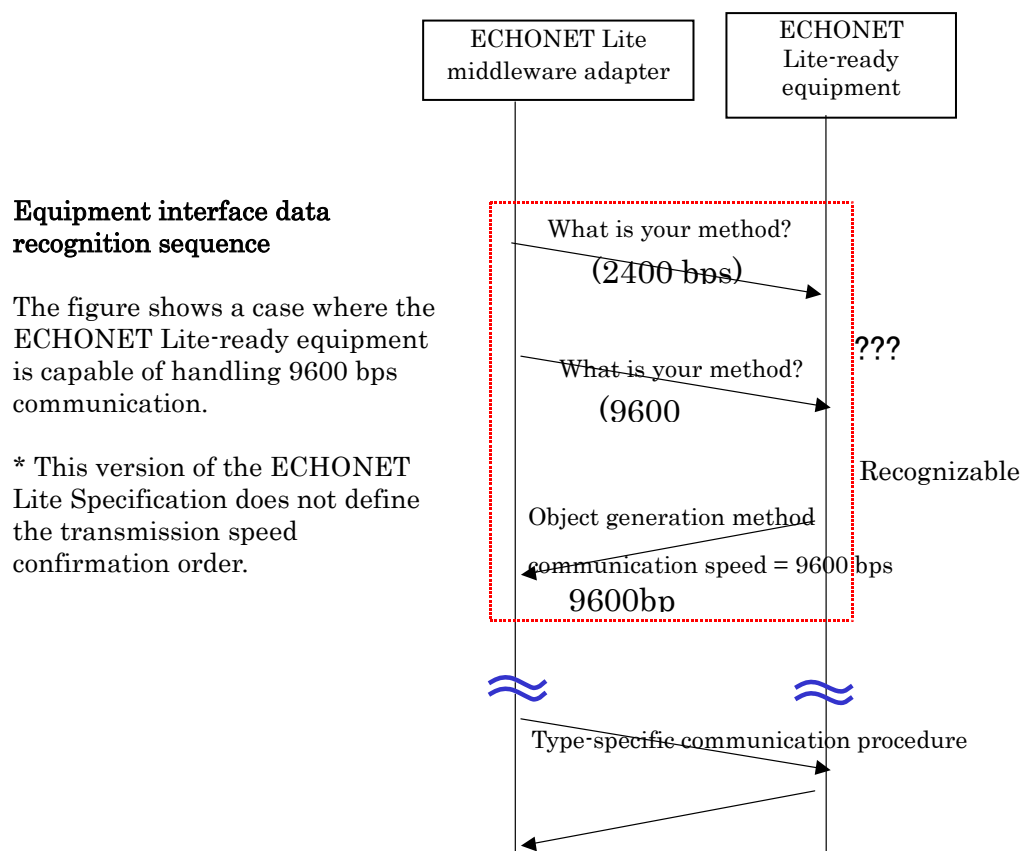 ECHONET Lite
middleware adapter
ECHONET
Lite-ready
equipment
Equipment interface data
recognition sequence
The figure shows a case where the
ECHONET Lite-ready equipment
is capable of handling 9600 bps
communication.
* This version of the ECHONET
Lite Specification does not define
the transmission speed
confirmation order.
What is your method?
(2400 bps)
???
What is your method?
(9600
Recognizable
Object generation method
communication speed = 9600 bps
9600bp
Type-specific communication procedure